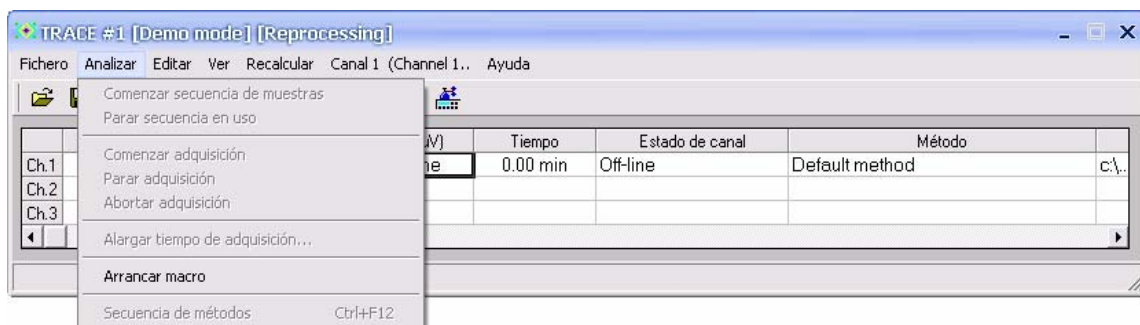 TRACE #1 [Demo mode] [Reprocessing]
Fichero Analizar Editar Ver Recalcular Canal 1 (Channel 1.. Ayuda
Comenzar secuencia de muestras
Parar secuencia en uso
Comenzar adquisición
Parar adquisición
Abortar adquisición
Alargar tiempo de adquisición...
Arrancar macro
Secuencia de métodos Ctrl+F12
Tiempo Estado de canal Método
Ch.1 0.00 min Off-line Default method c:\..
Ch.2
Ch.3